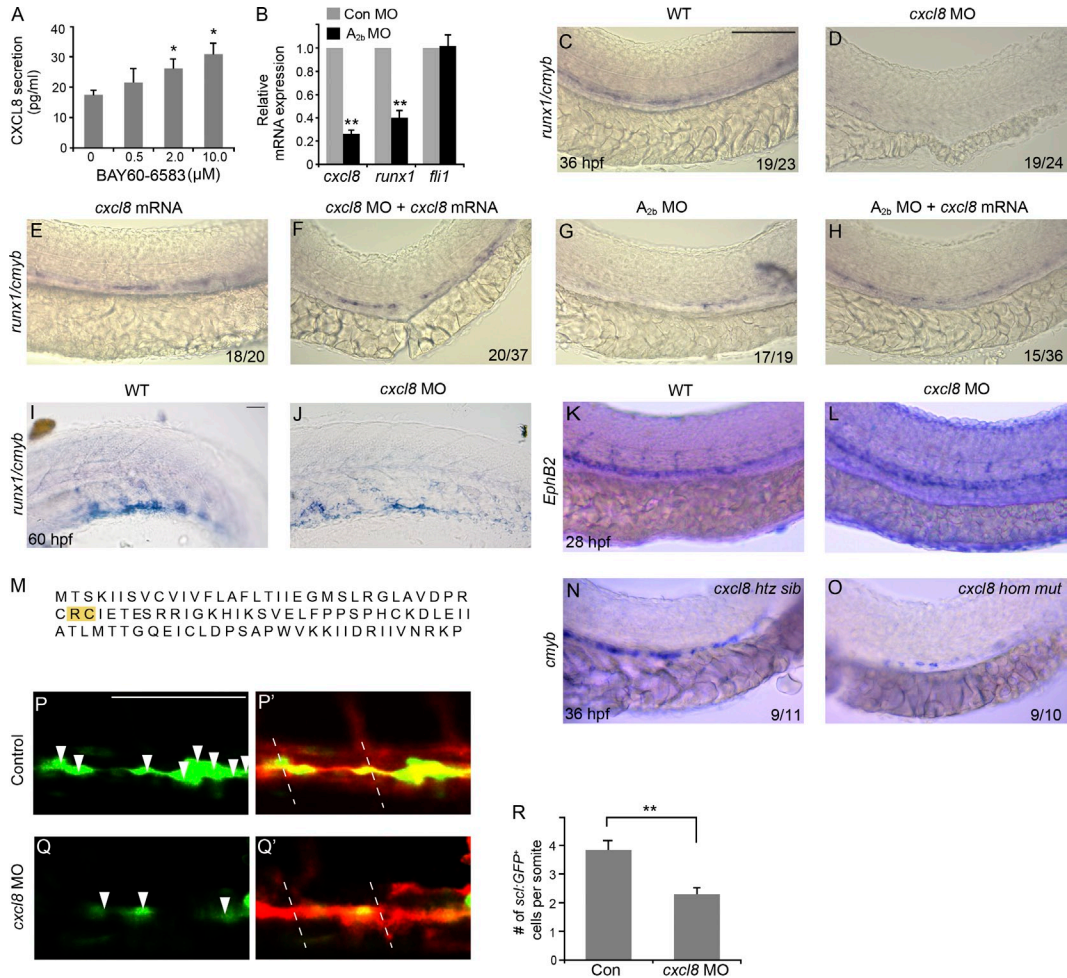 A
CXCL8 secretion
(pg/ml)
40
30
20
10
0
* *
0 0.5 2.0 10.0
BAY60-6583 (μM)
B
Con MO
A2b MO
Relative
mRNA expression
1.2
1
0.8
0.6
0.4
0.2
0
** **
cxcl8 runx1 fli1
WT
C
runx1/cmyb
36 hpf
19/23
cxcl8 MO
D
19/24
cxcl8 mRNA
E
runx1/cmyb
18/20
cxcl8 MO + cxcl8 mRNA
F
20/37
A2b MO
G
17/19
A2b MO + cxcl8 mRNA
H
15/36
WT
I
runx1/cmyb
60 hpf
cxcl8 MO
J
WT
K
EphB2
28 hpf
cxcl8 MO
L
M
MTSKIISVCVIVFLAFLTIIEGMSLRGLAVDPR
CRCIETESRRIGKHIKSVELFPPSPHCKDLEII
ATLMTTGQEICLDPSAPWVKKIIDRIIVNRKP
N
cxcl8 htz sib
cmyb
36 hpf
9/11
O
cxcl8 hom mut
9/10
P
Control
P'
Q
cxcl8 MO
Q'
R
# of scl:GFP+
cells per somite
4
3
2
1
0
**
Con cxcl8 MO